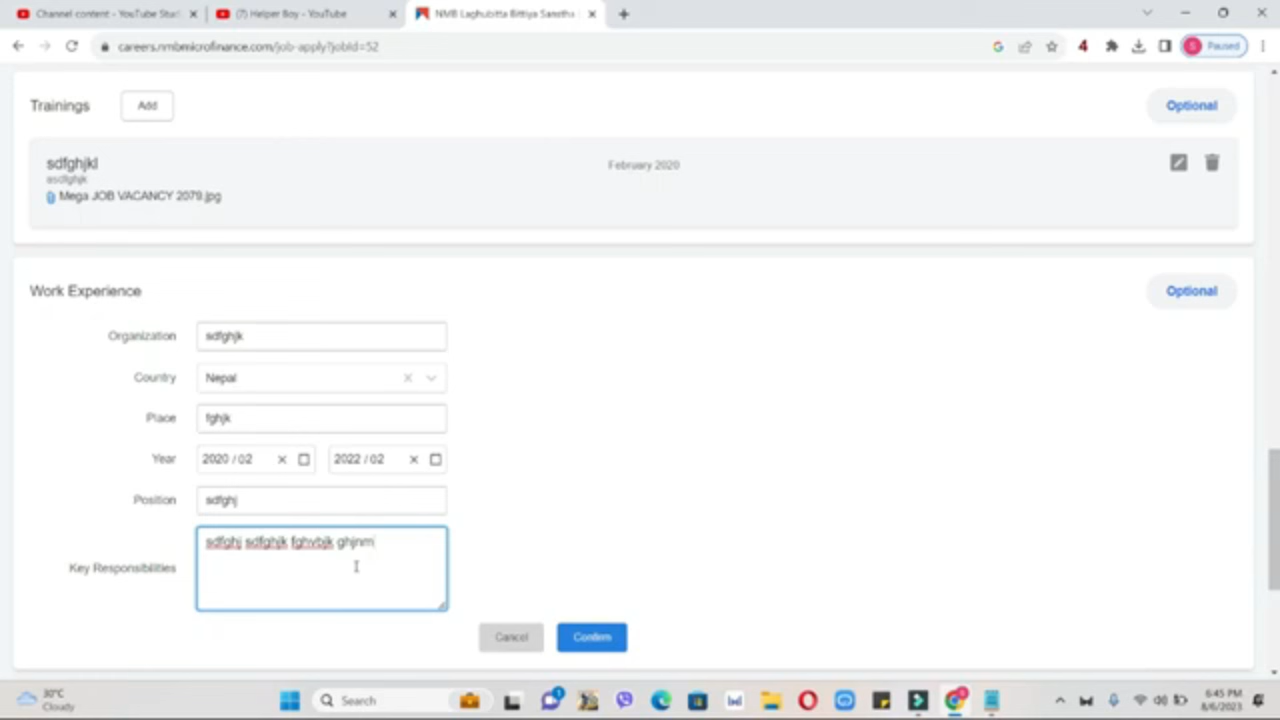 Channel content - YouTube Stud
(7) Helper Boy - YouTube
NMB Laghubitta Bittiya Sanstha
careers.nmbmicrofinance.com/job-apply?jobId=52
4
S
Paused
Trainings
Add
Optional
sdfghjkl
asdfghjk
February 2020
Mega JOB VACANCY 2079.jpg
Work Experience
Optional
Organization
sdfghjk
Country
Nepal
Place
fghjk
Year
2020 / 02
2022 / 02
Position
sdfghj
Key Responsibilities
sdfghj sdfghjk fghvbjk ghjnm
Cancel
Confirm
30°C
Cloudy
Search
6:45 PM
8/6/2023